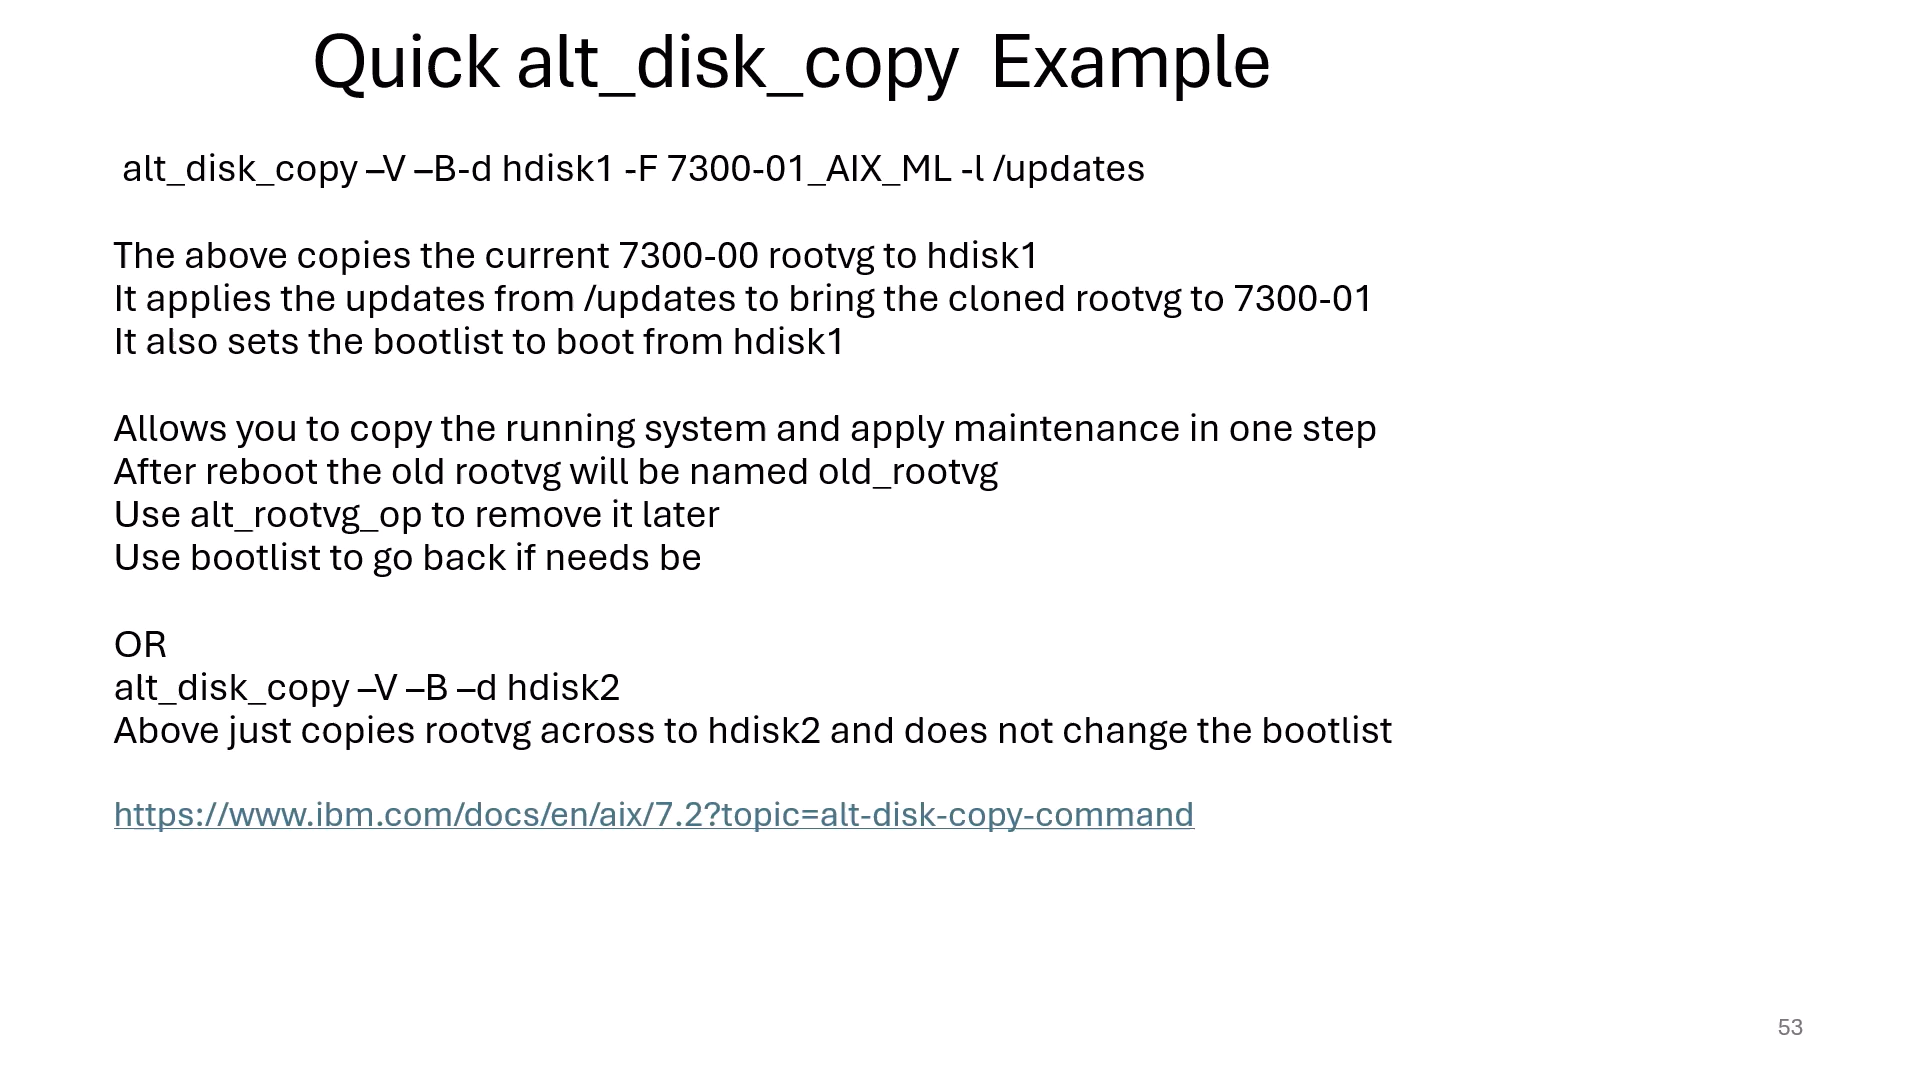 Quick alt_disk_copy  Example
alt_disk_copy –V –B-d hdisk1 -F 7300-01_AIX_ML -l /updates
The above copies the current 7300-00 rootvg to hdisk1
It applies the updates from /updates to bring the cloned rootvg to 7300-01
It also sets the bootlist to boot from hdisk1
Allows you to copy the running system and apply maintenance in one step
After reboot the old rootvg will be named old_rootvg
Use alt_rootvg_op to remove it later
Use bootlist to go back if needs be
OR
alt_disk_copy –V –B –d hdisk2
Above just copies rootvg across to hdisk2 and does not change the bootlist
https://www.ibm.com/docs/en/aix/7.2?topic=alt-disk-copy-command
53